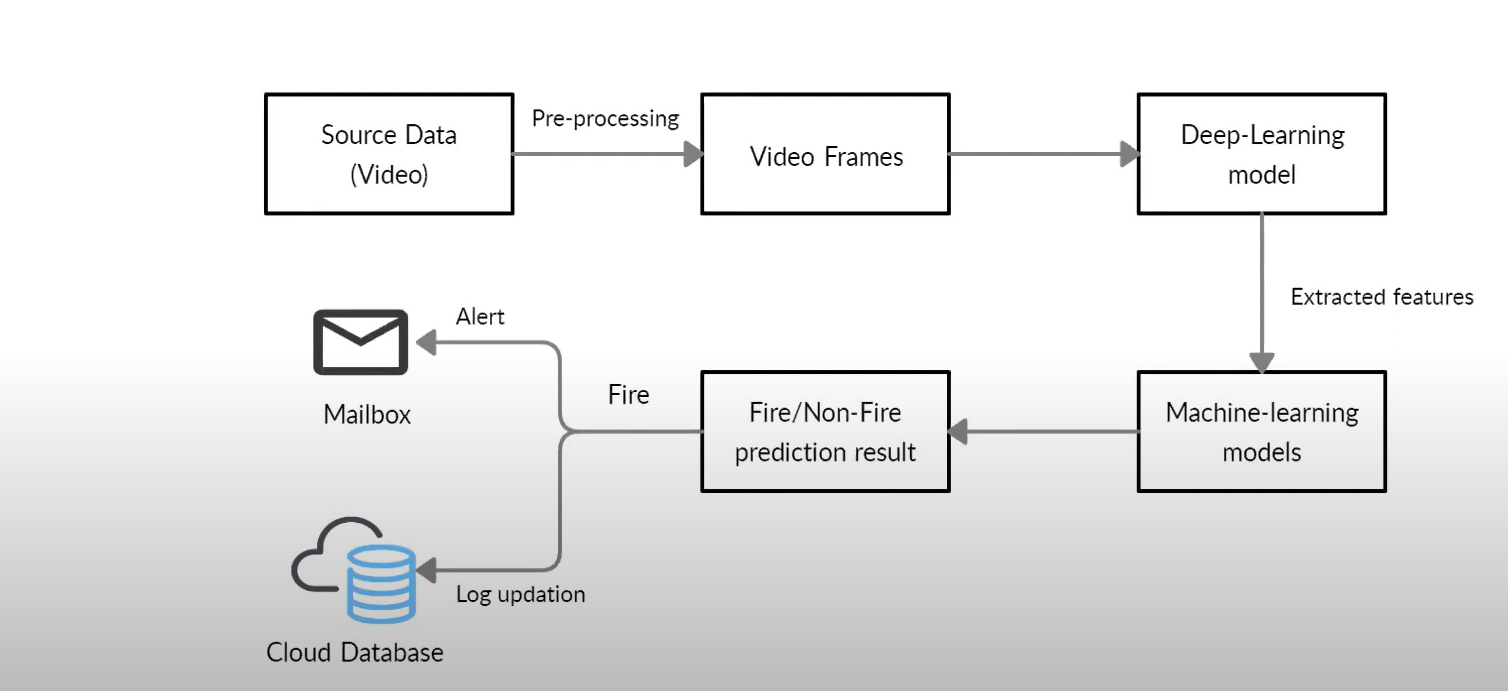 Source Data
(Video)
Pre-processing
Video Frames
Deep-Learning
model
Extracted features
Machine-learning
models
Fire/Non-Fire
prediction result
Fire
Alert
Mailbox
Log updation
Cloud Database